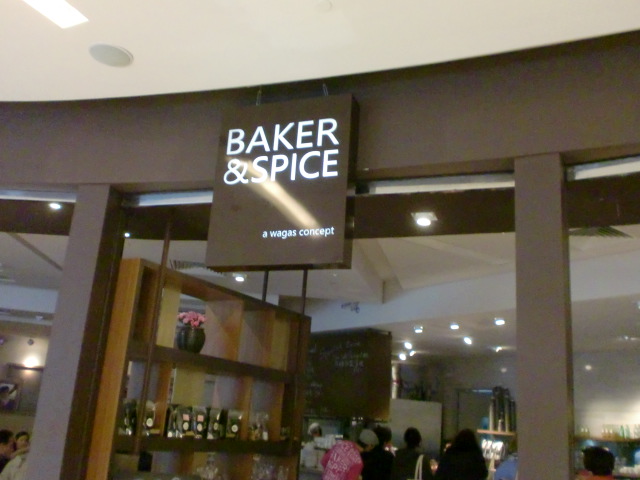 BAKER
&SPICE
a wagas concept